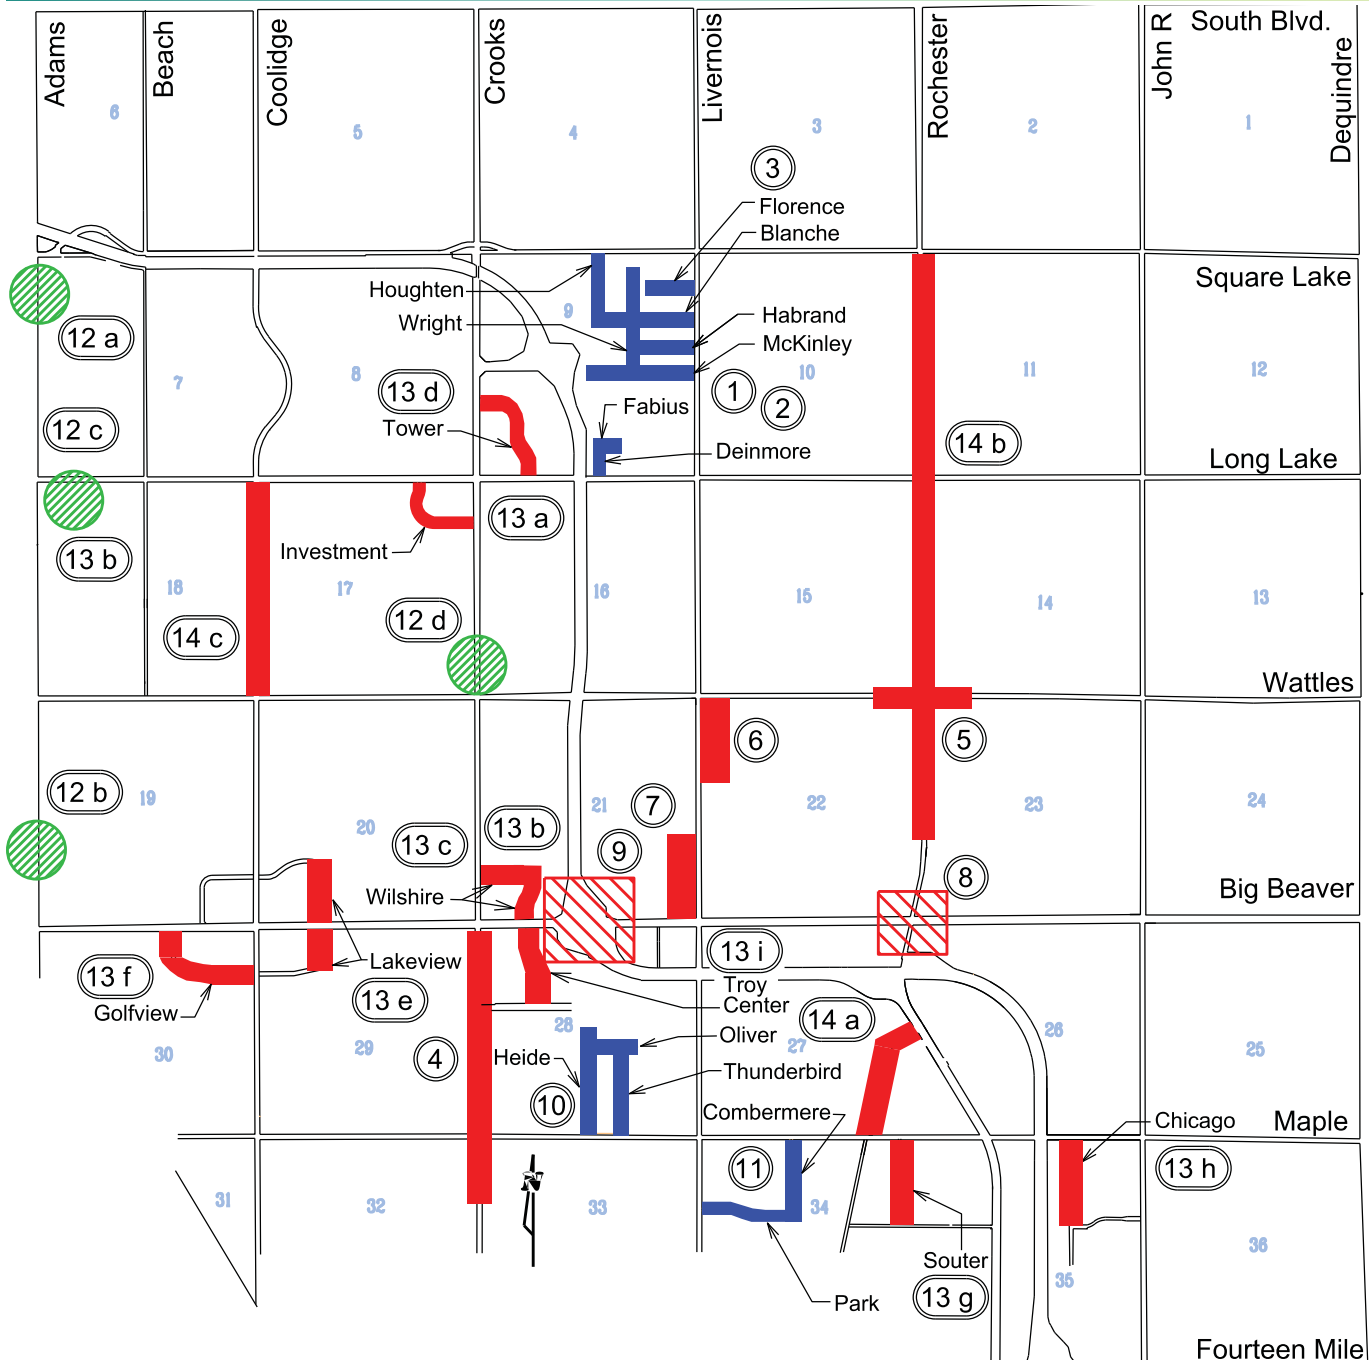 South Blvd.
Adams
Beach
Coolidge
Crooks
Livernois
Rochester
John R
Dequindre
6
5
4
3
2
1
3
Florence
Blanche
Square Lake
Houghten
9
Wright
Habrand
McKinley
12 a
7
8
13 d
10
11
12
1
2
12 c
Tower
Fabius
Deinmore
14 b
Long Lake
13 a
Investment
13 b
18
17
16
15
14
13
14 c
12 d
Wattles
6
5
12 b
19
20
21
22
23
24
7
13 c
13 b
9
8
Big Beaver
Wilshire
13 f
Lakeview
13 i
Golfview
13 e
Troy
Center
14 a
28
Oliver
27
26
30
29
4
Heide
25
Thunderbird
10
Combermere
Chicago
Maple
11
13 h
31
32
33
34
36
Souter
35
Park
13 g
Fourteen Mile